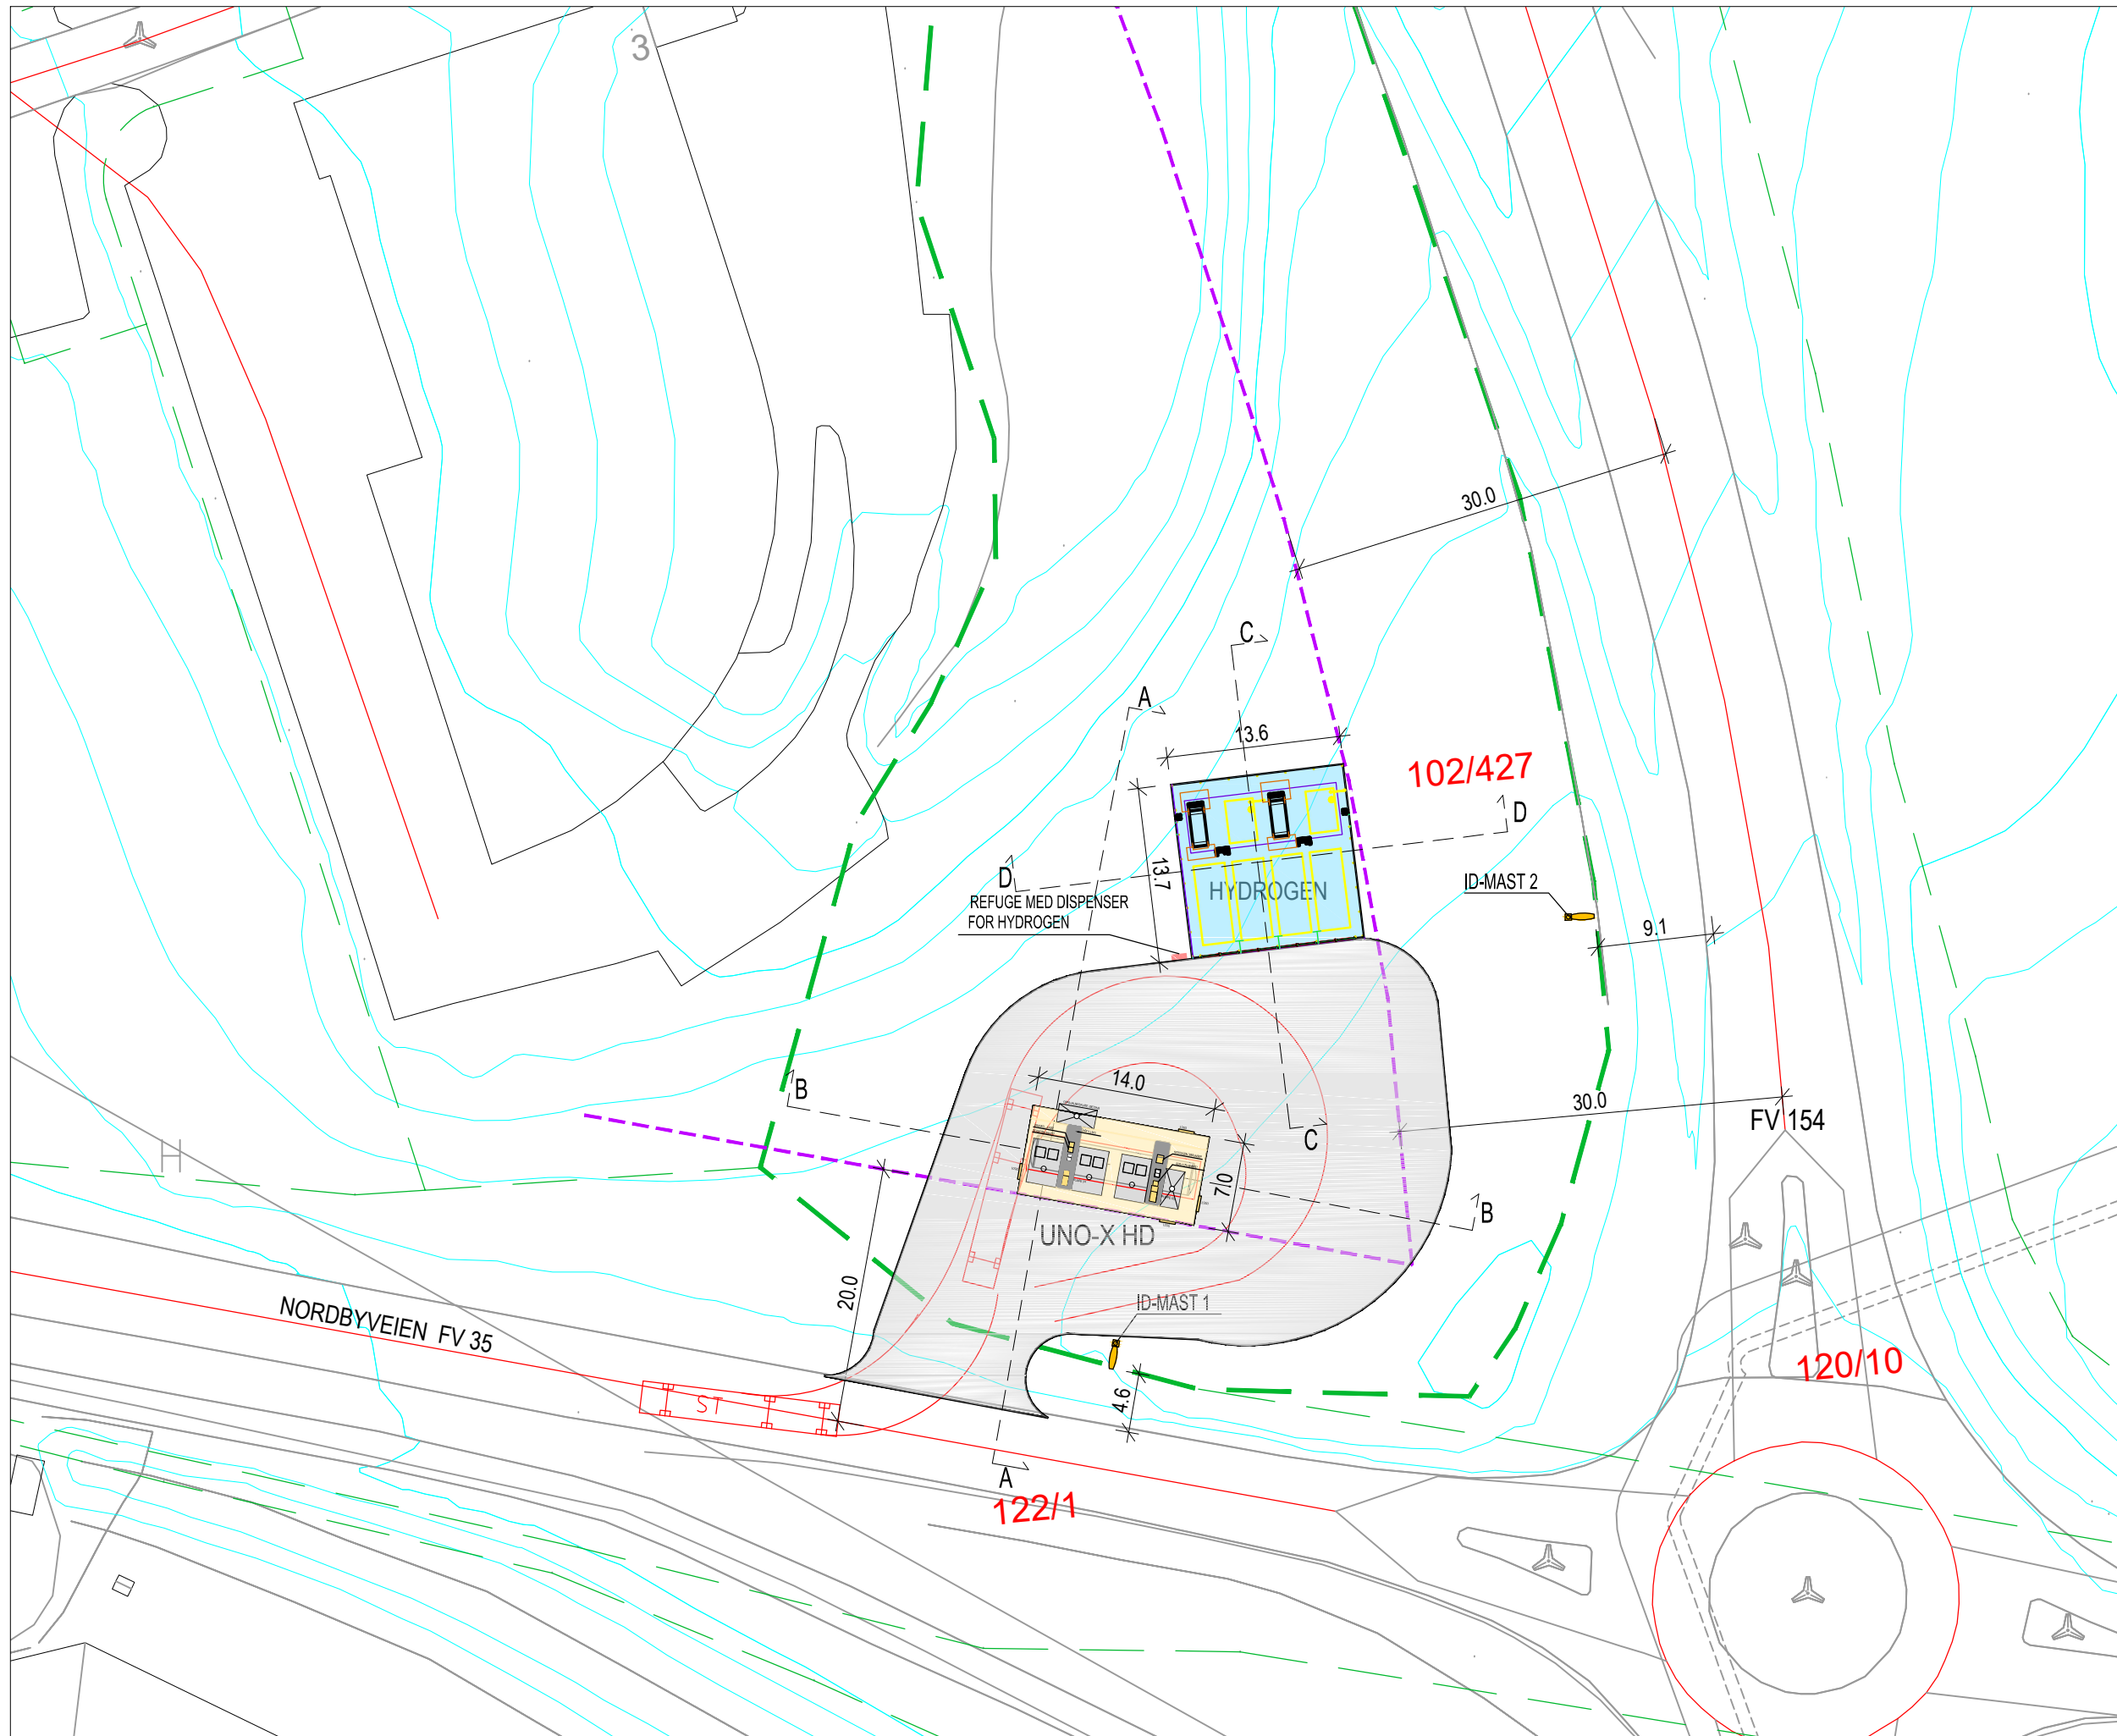 3
30.0
C
A
13.6
102/427
D
13.7
D
HYDROGEN
ID-MAST 2
REFUGE MED DISPENSER
FOR HYDROGEN
9.1
14.0
B
30.0
FV 154
C
H
7.0
B
UNO-X HD
20.0
ID-MAST 1
NORDBYVEIEN FV 35
120/10
ST
4.6
A
122/1